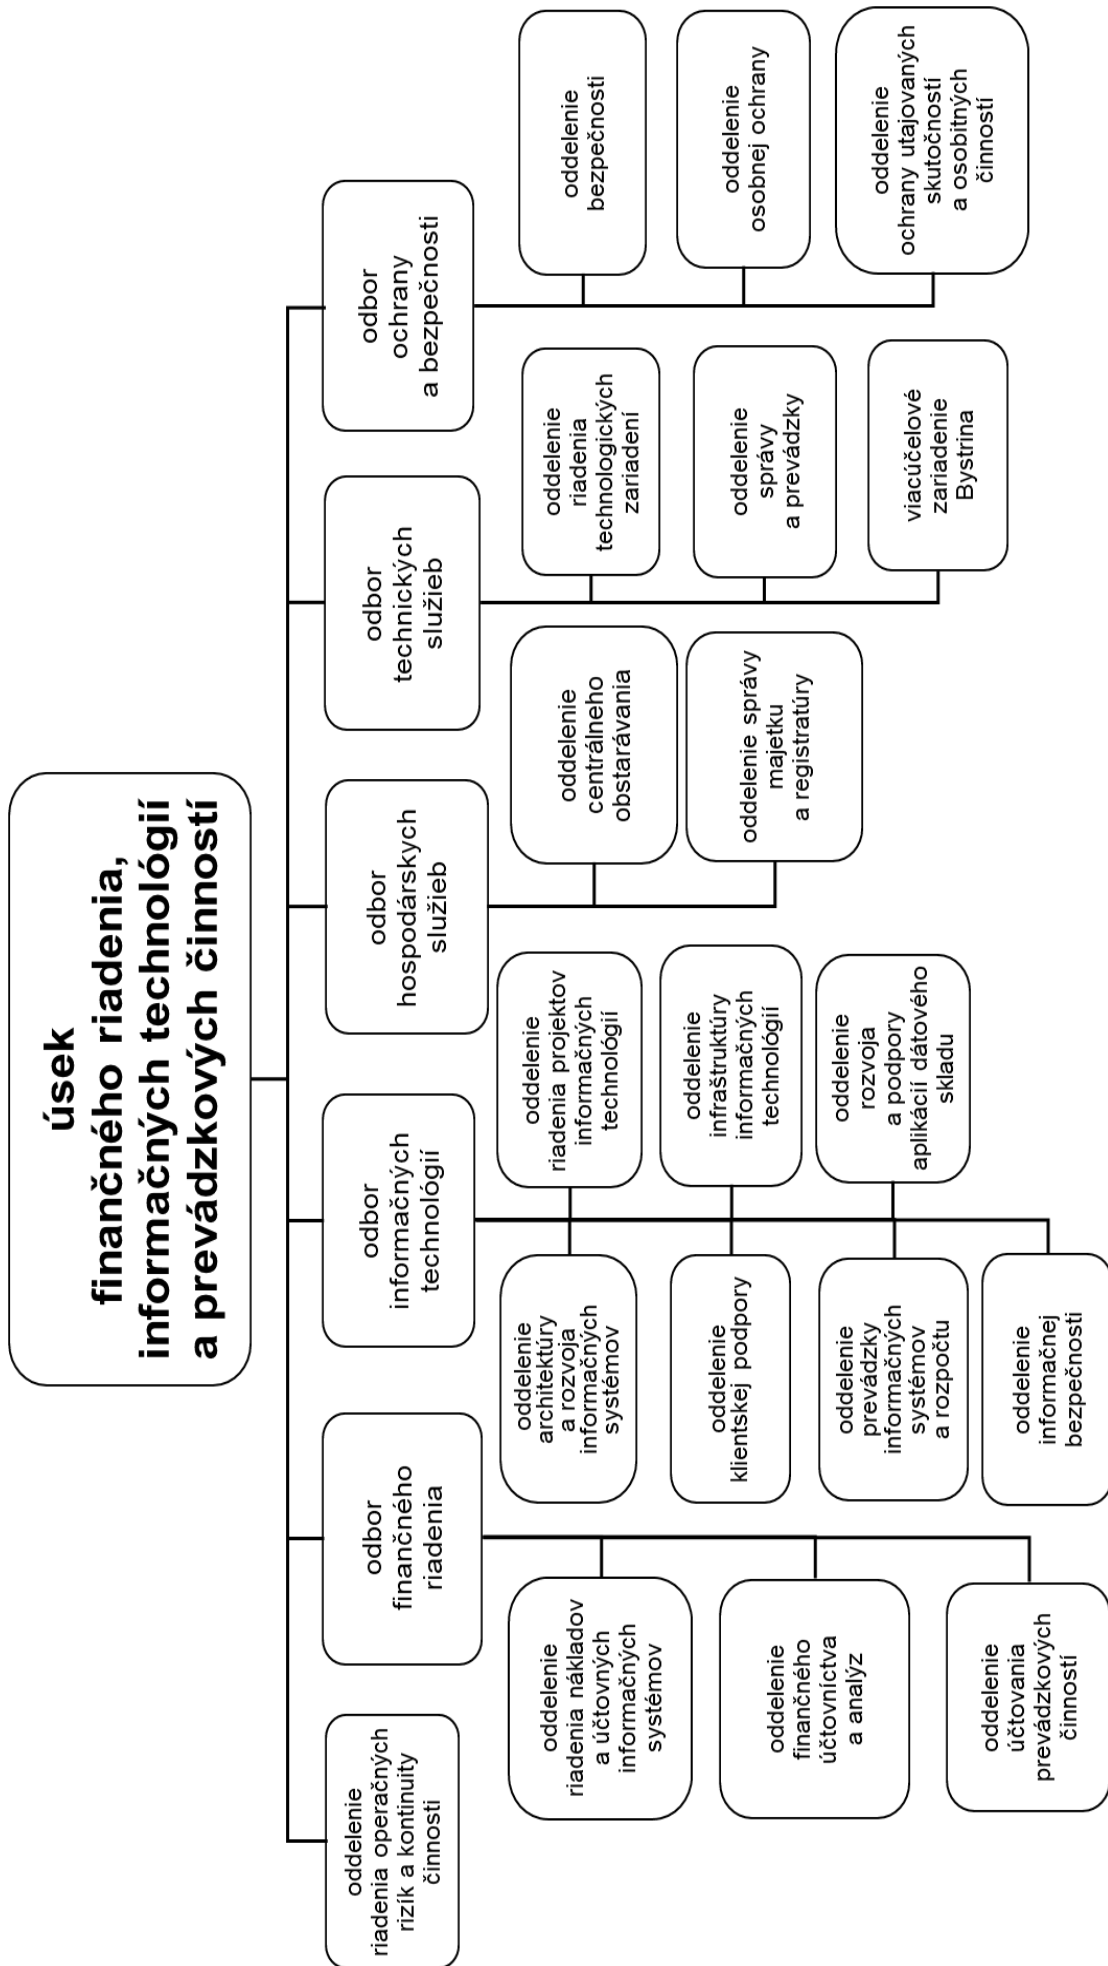 úsek
finančného riadenia,
informačných technológií
a prevádzkových činností
oddelenie
riadenia operačných
rizík a kontinuity
činnosti
odbor
finančného
riadenia
odbor
informačných
technológií
odbor
hospodárskych
služieb
odbor
technických
služieb
odbor
ochrany
a bezpečnosti
oddelenie
riadenia nákladov
a účtovných
informačných
systémov
oddelenie
finančného
účtovníctva
a analýz
oddelenie
účtovania
prevádzkových
činností
oddelenie
architektúry
a rozvoja
informačných
systémov
oddelenie
klientskej podpory
oddelenie
prevádzky
informačných
systémov
a rozpočtu
oddelenie
informačnej
bezpečnosti
oddelenie
riadenia projektov
informačných
technológií
oddelenie
infraštruktúry
informačných
technológií
oddelenie
rozvoja
a podpory
aplikácií dátového
skladu
oddelenie
centrálneho
obstarávania
oddelenie správy
majetku
a registratúry
oddelenie
riadenia
technologických
zariadení
oddelenie
správy
a prevádzky
viacúčelové
zariadenie
Bystrina
oddelenie
bezpečnosti
oddelenie
osobnej ochrany
oddelenie
ochrany utajovaných
skutočností
a osobitných
činností